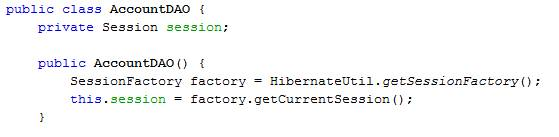 public class AccountDAO {
    private Session session;

    public AccountDAO() {
        SessionFactory factory = HibernateUtil.getSessionFactory();
        this.session = factory.getCurrentSession();
    }